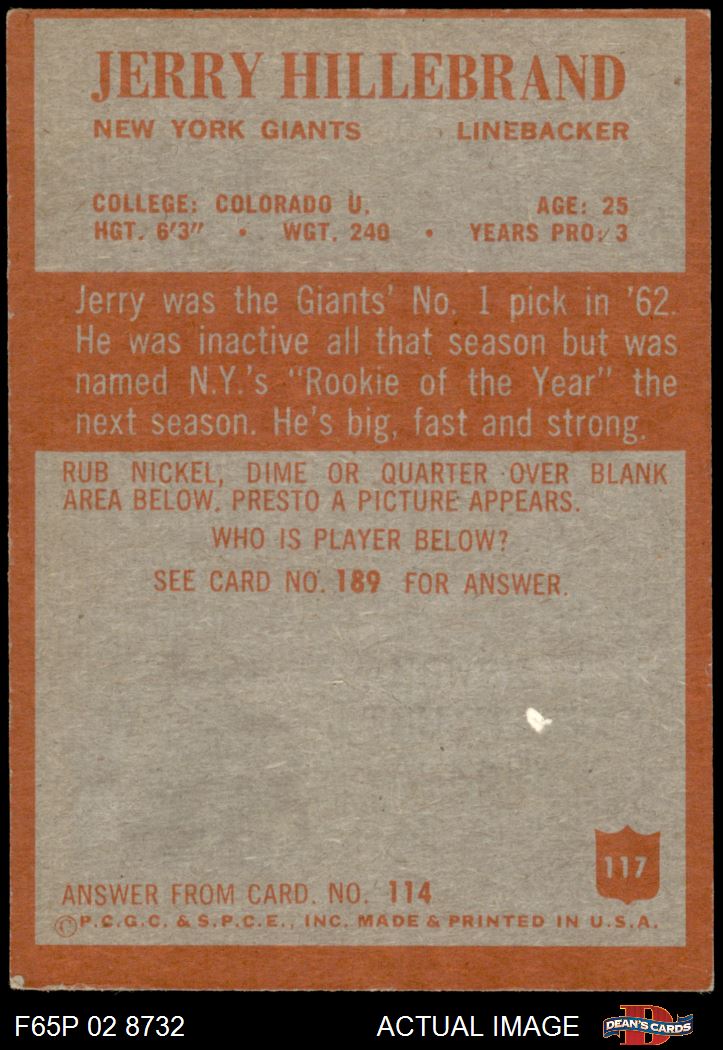 JERRY HILLEBRAND
NEW YORK GIANTS LINEBACKER
COLLEGE: COLORADO U. AGE: 25
HGT. 6'3" • WGT. 240 • YEARS PRO: 3
Jerry was the Giants' No. 1 pick in '62.
He was inactive all that season but was
named N.Y.'s "Rookie of the Year" the
next season. He's big, fast and strong.
RUB NICKEL, DIME OR QUARTER OVER BLANK
AREA BELOW. PRESTO A PICTURE APPEARS.
WHO IS PLAYER BELOW?
SEE CARD NO. 189 FOR ANSWER.
117
ANSWER FROM CARD. NO. 114
©P.C.G.C. & S.P.C.E., INC. MADE & PRINTED IN U.S.A.
F65P 02 8732 ACTUAL IMAGE D DEAN'S CARDS